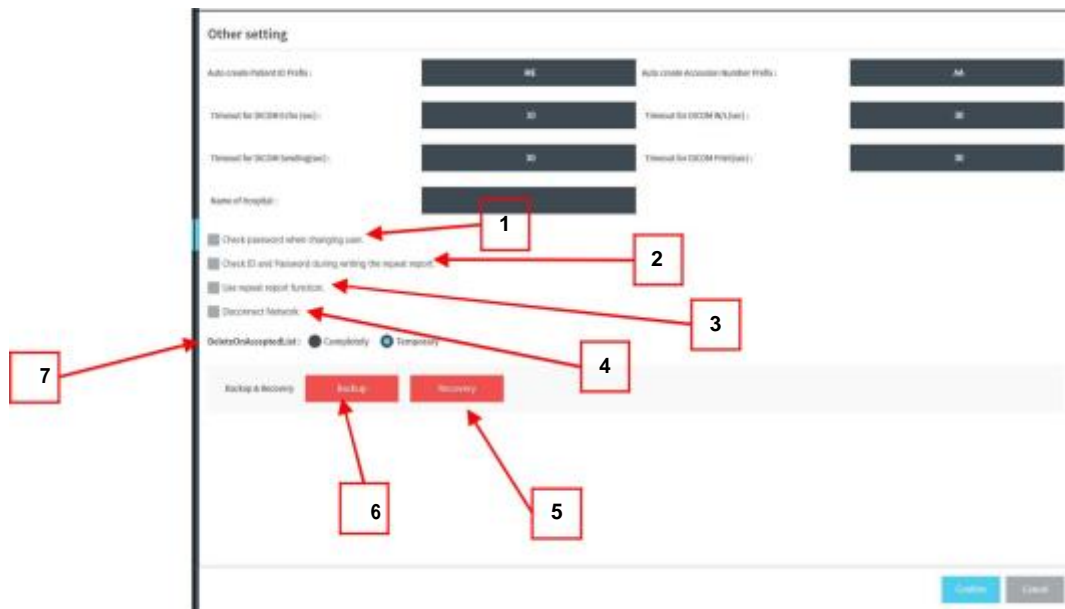 Other setting
Auto create Patient ID Prefix :
Auto create Accession Number Prefix :
AA
Timeout for DICOM Echo (sec) :
10
Timeout for DICOM W/L(sec) :
30
Timeout for DICOM Sending(sec) :
30
Timeout for DICOM Print(sec) :
30
Name of Hospital :
1
Check password when changing user.
2
Check ID and Password during writing the repeat report.
Use repeat report function.
3
Disconnect Network
DeleteOnAcceptedList : Completely Temporarily
4
7
Backup & Recovery Backup Recovery
6
5
Confirm Cancel